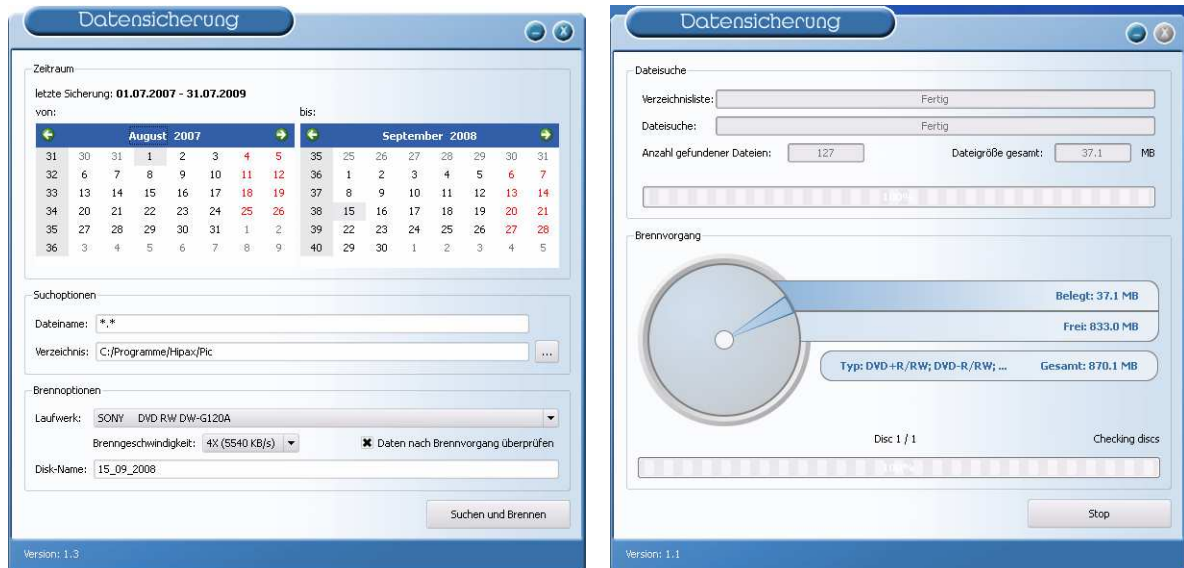 Datensicherung
Zeitraum
letzte Sicherung: 01.07.2007 - 31.07.2009
von:
August 2007
31 30 31 1 2 3 4 5
32 6 7 8 9 10 11 12
33 13 14 15 16 17 18 19
34 20 21 22 23 24 25 26
35 27 28 29 30 31 1 2
36 3 4 5 6 7 8 9
bis:
September 2008
35 25 26 27 28 29 30 31
36 1 2 3 4 5 6 7
37 8 9 10 11 12 13 14
38 15 16 17 18 19 20 21
39 22 23 24 25 26 27 28
40 29 30 1 2 3 4 5
Suchoptionen
Dateiname: *.*
Verzeichnis: C:/Programme/Hipax/Pic ...
Brennoptionen
Laufwerk: SONY DVD RW DW-G120A
Brenngeschwindigkeit: 4X (5540 KB/s) Daten nach Brennvorgang überprüfen
Disk-Name: 15_09_2008
Suchen und Brennen
Version: 1.3
Datensicherung
Dateisuche
Verzeichnisliste: Fertig
Dateisuche: Fertig
Anzahl gefundener Dateien: 127 Dateigröße gesamt: 37.1 MB
100%
Brennvorgang
Belegt: 37.1 MB
Frei: 833.0 MB
Typ: DVD+R/RW; DVD-R/RW; ... Gesamt: 870.1 MB
Disc 1 / 1 Checking discs
100%
Stop
Version: 1.1